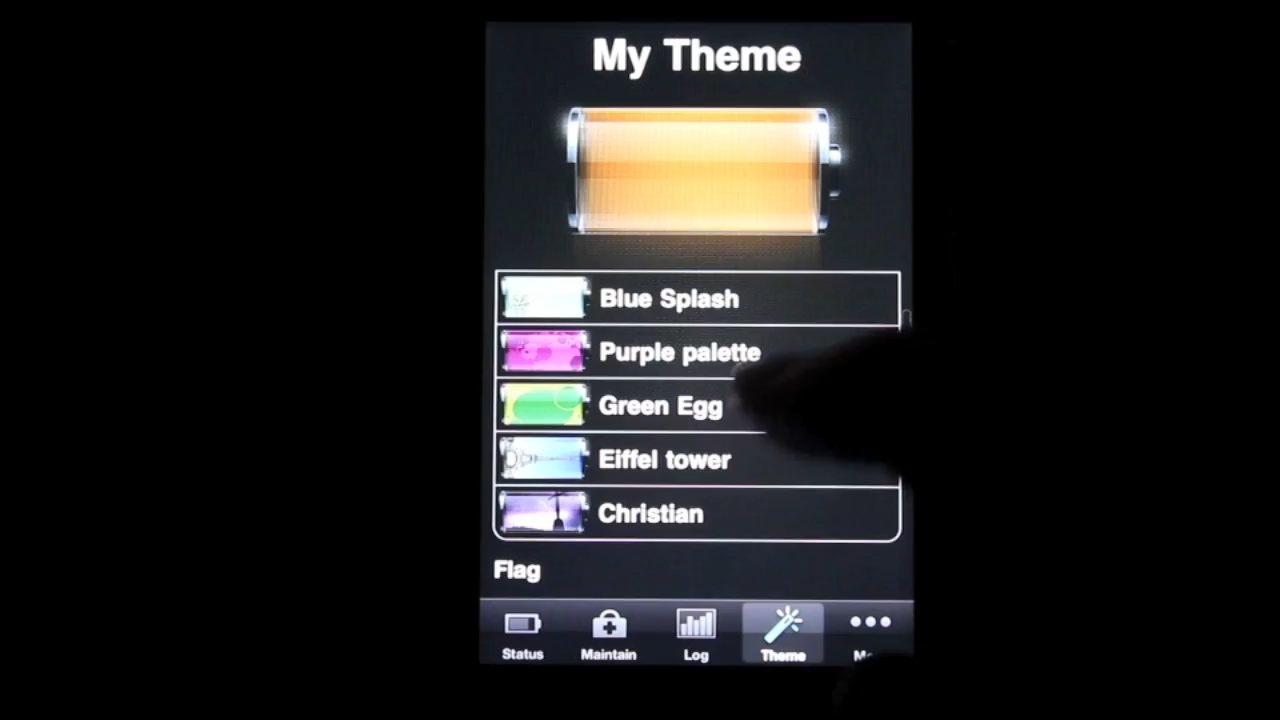 My Theme
Blue Splash
Purple palette
Green Egg
Eiffel tower
Christian
Flag
Status Maintain Log Theme